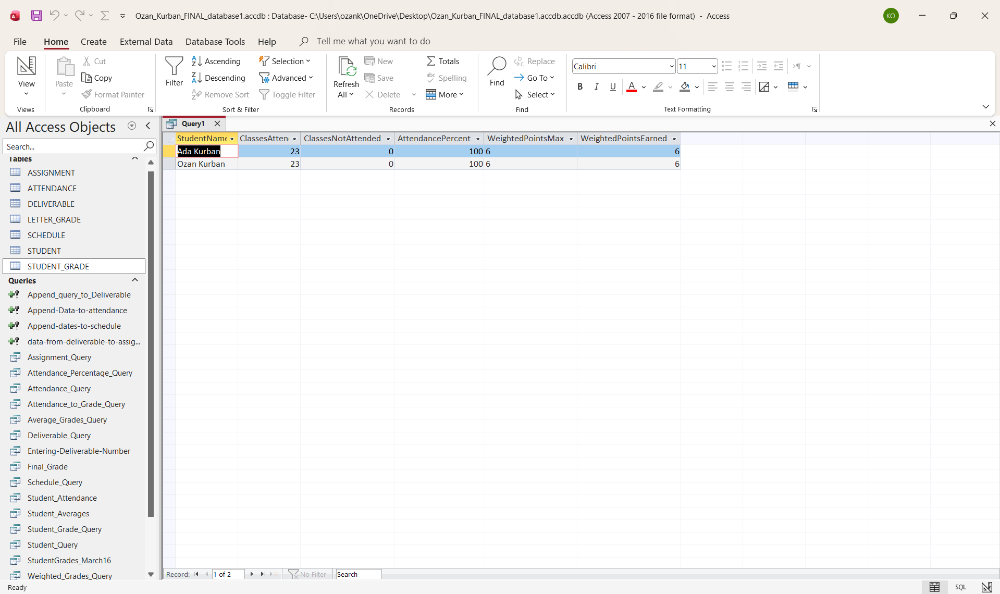 Ozan_Kurban_FINAL_database1.accdb : Database- C:\Users\ozank\OneDrive\Desktop\Ozan_Kurban_FINAL_database1.accdb.accdb (Access 2007 - 2016 file format) - Access
KO
File Home Create External Data Database Tools Help Tell me what you want to do
View
Views
Paste
Cut
Copy
Format Painter
Clipboard
Filter
Ascending
Descending
Remove Sort
Selection
Advanced
Toggle Filter
Sort & Filter
Refresh
All
New
Save
Delete
Totals
Spelling
More
Records
Find
Replace
Go To
Select
Find
Calibri 11
B I U A
Text Formatting
All Access Objects
Search...
Tables
ASSIGNMENT
ATTENDANCE
DELIVERABLE
LETTER_GRADE
SCHEDULE
STUDENT
STUDENT_GRADE
Queries
Append_query_to_Deliverable
Append-Data-to-attendance
Append-dates-to-schedule
data-from-deliverable-to-assig...
Assignment_Query
Attendance_Percentage_Query
Attendance_Query
Attendance_to_Grade_Query
Average_Grades_Query
Deliverable_Query
Entering-Deliverable-Number
Final_Grade
Schedule_Query
Student_Attendance
Student_Averages
Student_Grade_Query
Student_Query
StudentGrades_March16
Weighted_Grades_Query
Query1
StudentName ClassesAtten ClassesNotAttended AttendancePercent WeightedPointsMax WeightedPointsEarned
Ada Kurban 23 0 100 6 6
Ozan Kurban 23 0 100 6 6
Record: 1 of 2 No Filter Search
Ready
SQL